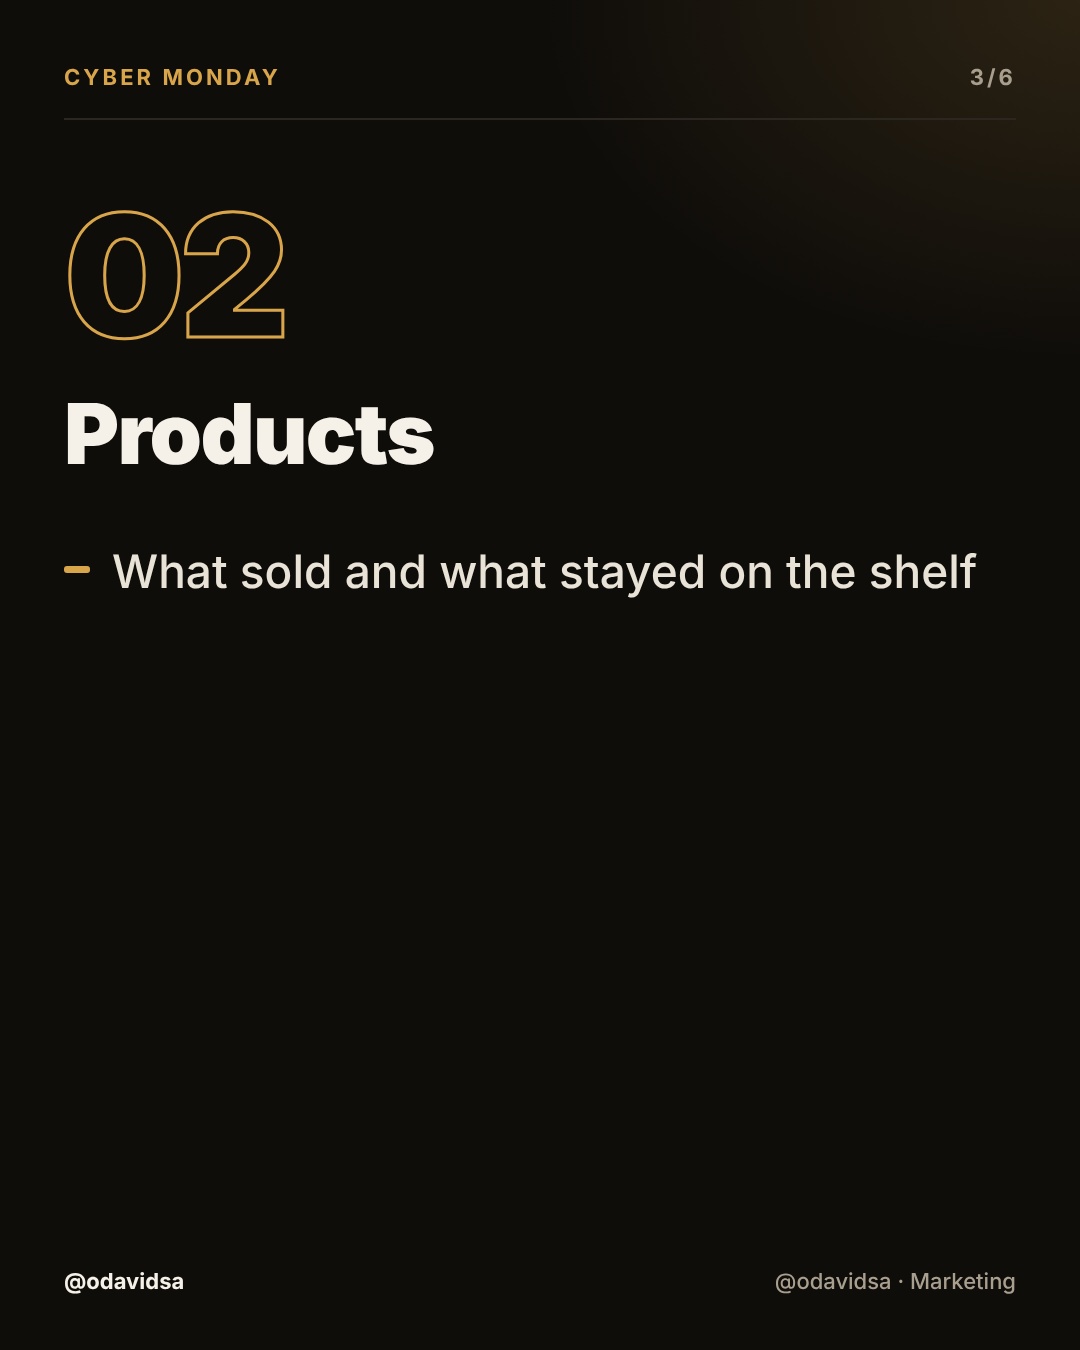 CYBER MONDAY
3/6
02
Products
What sold and what stayed on the shelf
@odavidsa
@odavidsa · Marketing